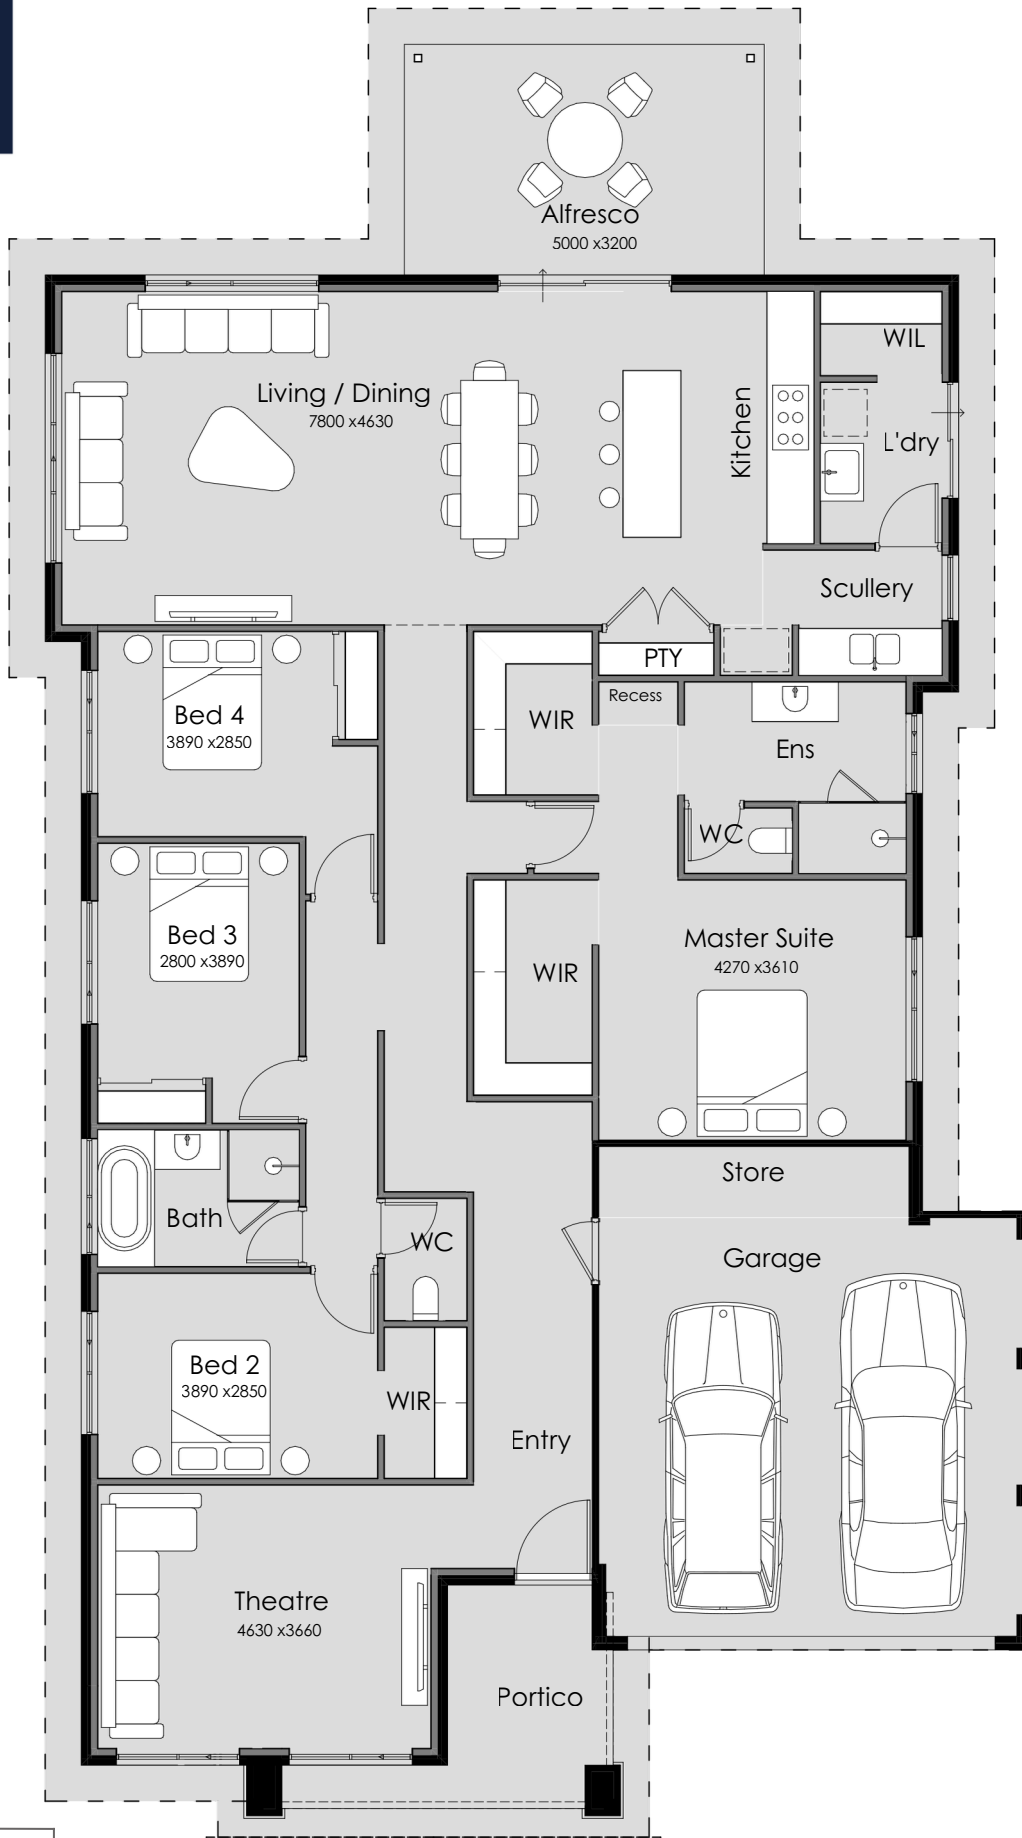 Alfresco
5000 x3200
WIL
Living / Dining
7800 x4630
Kitchen
L'dry
Scullery
PTY
Recess
Bed 4
3890 x2850
WIR
Ens
WC
Bed 3
2800 x3890
WIR
Master Suite
4270 x3610
Store
Bath
WC
Garage
Bed 2
3890 x2850
WIR
Entry
Theatre
4630 x3660
Portico